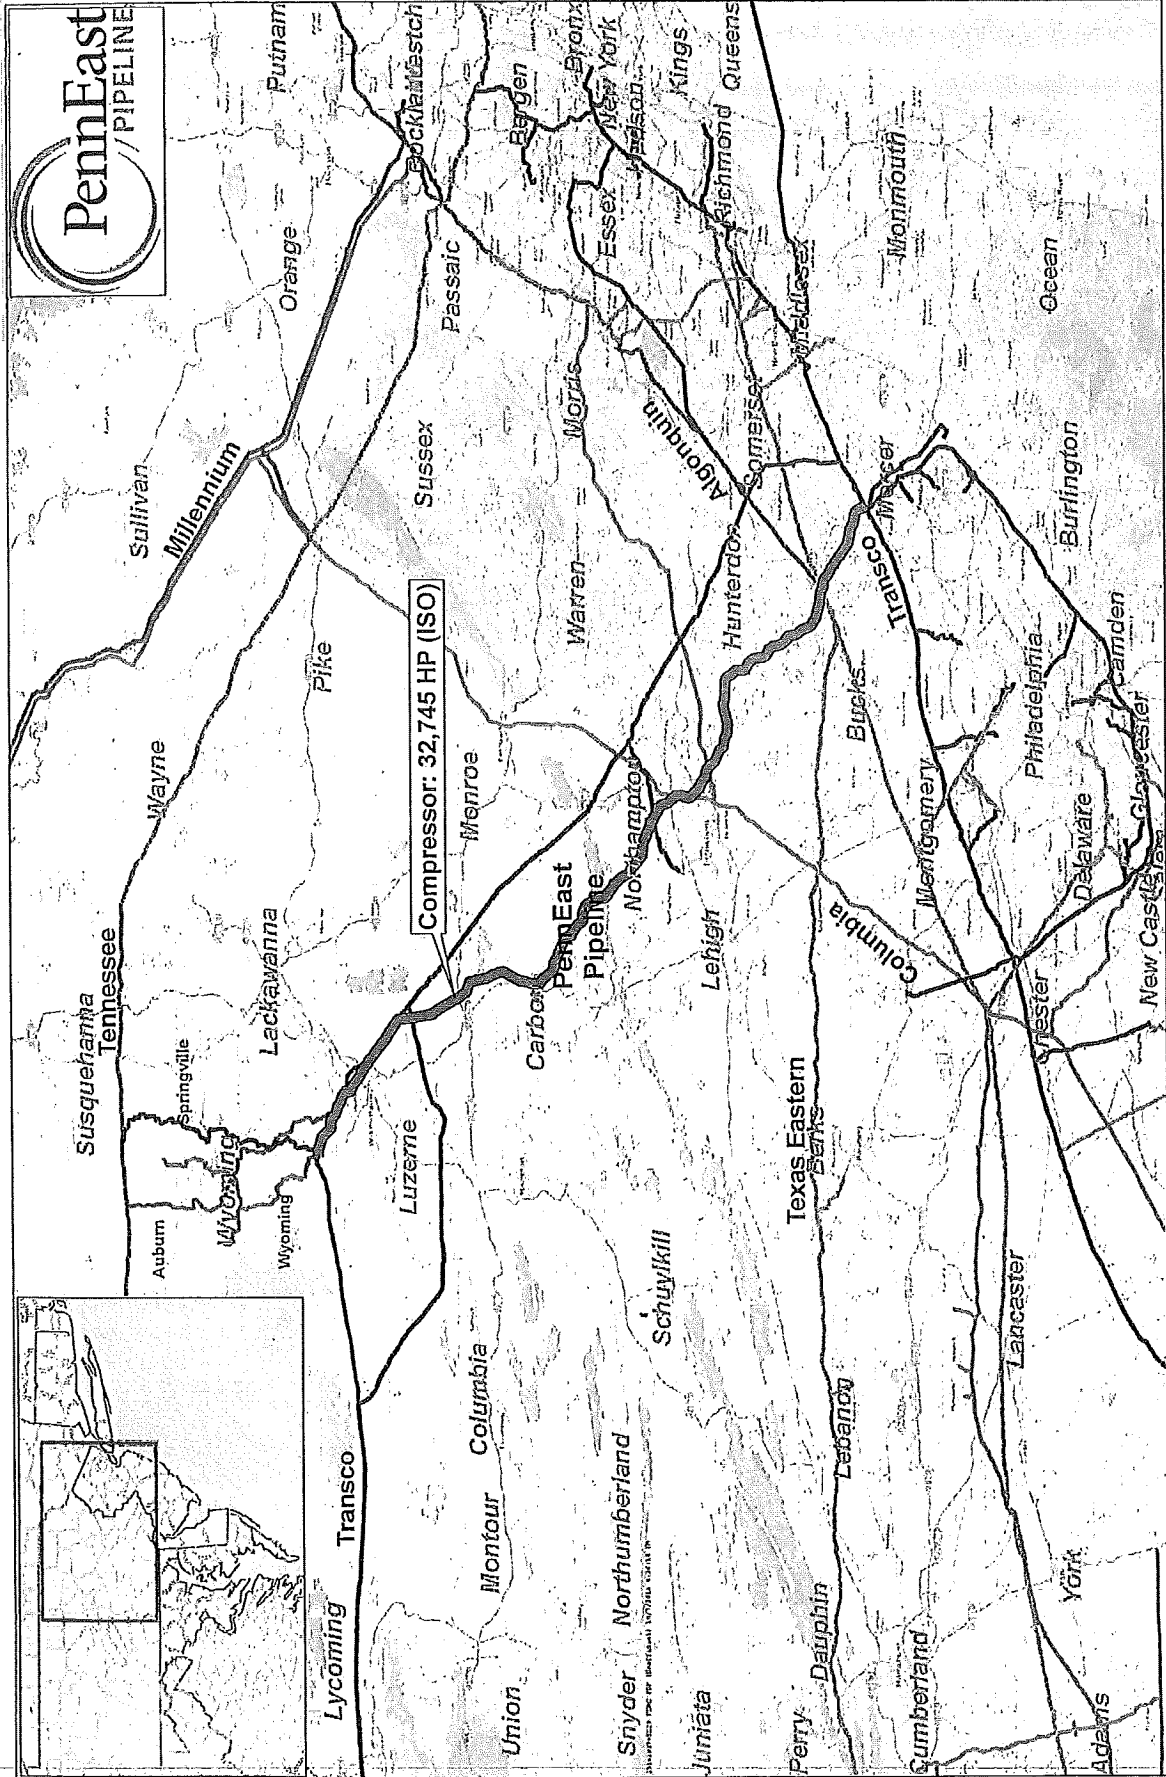 PennEast
PIPELINE
Putnam
Orange
Sullivan
Millennium
Susquehanna
Tennessee
Wayne
Springville
Auburn
Wyoming
Wyoming
Lackawanna
Pike
Sussex
Passaic
Bergen
Bronx
New York
Kings
Queens
Richmond
Essex
Morris
Warren
Compressor: 32,745 HP (ISO)
Monroe
Luzerne
Transco
Lycoming
Columbia
Montour
Union
Carbon
PennEast
Pipeline
Northampton
Algonquin
Somerset
Middlesex
Monmouth
Ocean
Hunterdon
Mercer
Transco
Burlington
Bucks
Lehigh
Schuylkill
Northumberland
Snyder
Juniata
Perry
Dauphin
Lebanon
Texas Eastern
Berks
Columbia
Montgomery
Philadelphia
Camden
Gloucester
Delaware
New Castle
Chester
Lancaster
York
Cumberland
Adams